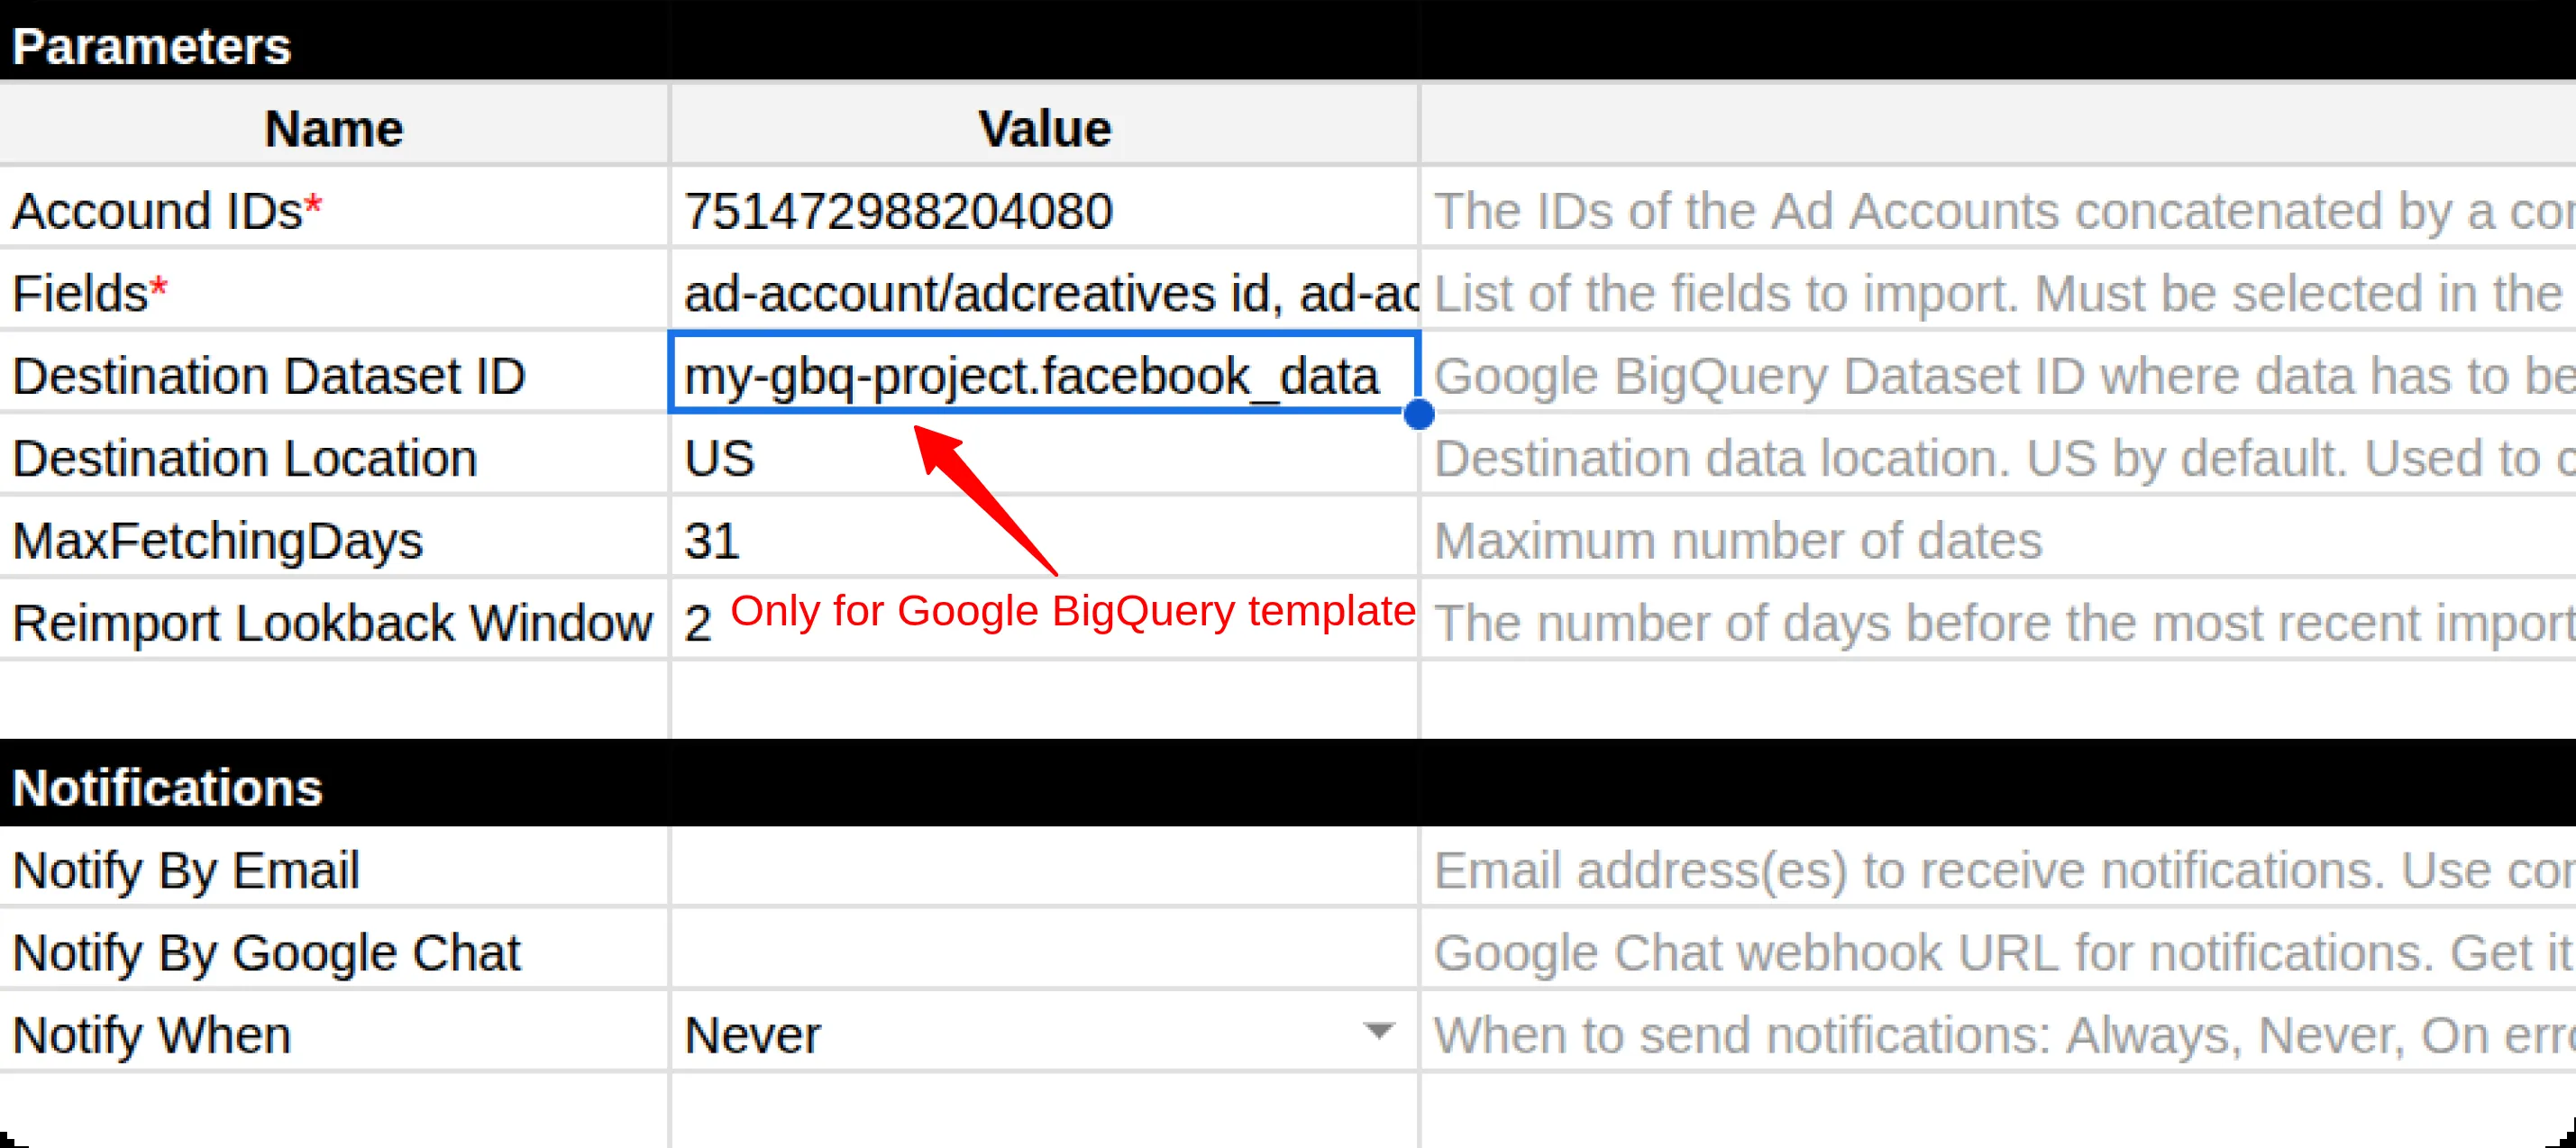 Parameters
Name Value
Accound IDs* 751472988204080 The IDs of the Ad Accounts concatenated by a
Fields* ad-account/adcreatives id, List of the fields to import. Must be selected in the
Destination Dataset ID my-gbq-project.facebook_data Google BigQuery Dataset ID where data has to be
Destination Location US Destination data location. US by default. Used to
MaxFetchingDays 31 Maximum number of dates
Reimport Lookback Window 2 Only for Google BigQuery template The number of days before the most recent import
Notifications
Notify By Email Email address(es) to receive notifications. Use
Notify By Google Chat Google Chat webhook URL for notifications. Get it
Notify When Never When to send notifications: Always, Never, On